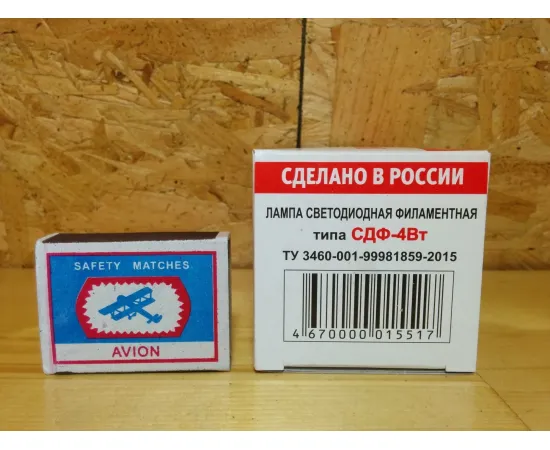 SAFETY MATCHES
AVION
СДЕЛАНО В РОССИИ
ЛАМПА СВЕТОДИОДНАЯ ФИЛАМЕНТНАЯ
типа СДФ-4Вт
ТУ 3460-001-99981859-2015
4 670000 015517